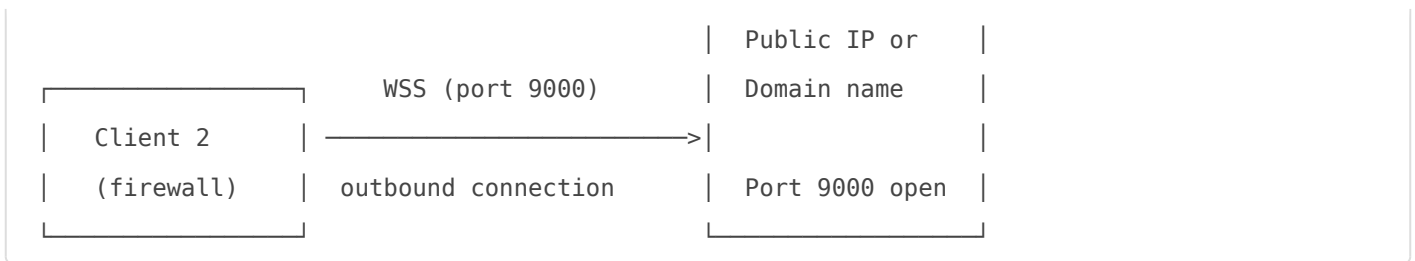 Public IP or
WSS (port 9000) Domain name
Client 2
(firewall) outbound connection Port 9000 open